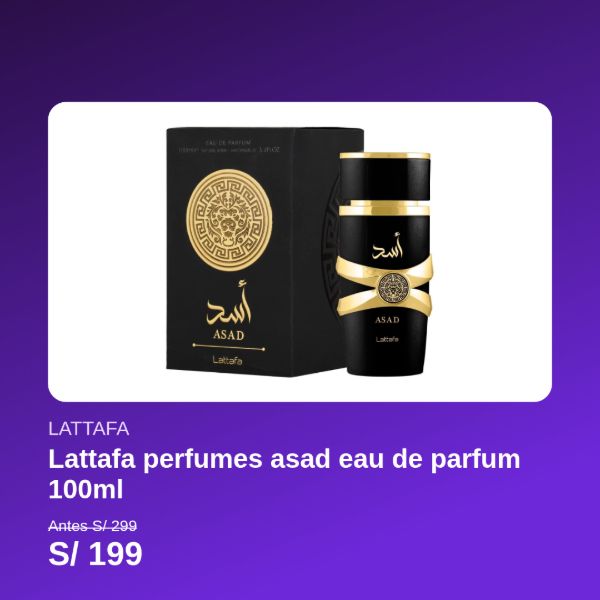 EAU DE PARFUM
أسد
ASAD
Lattafa
أسد
ASAD
Lattafa
LATTAFA
Lattafa perfumes asad eau de parfum
100ml
Antes S/ 299
S/ 199